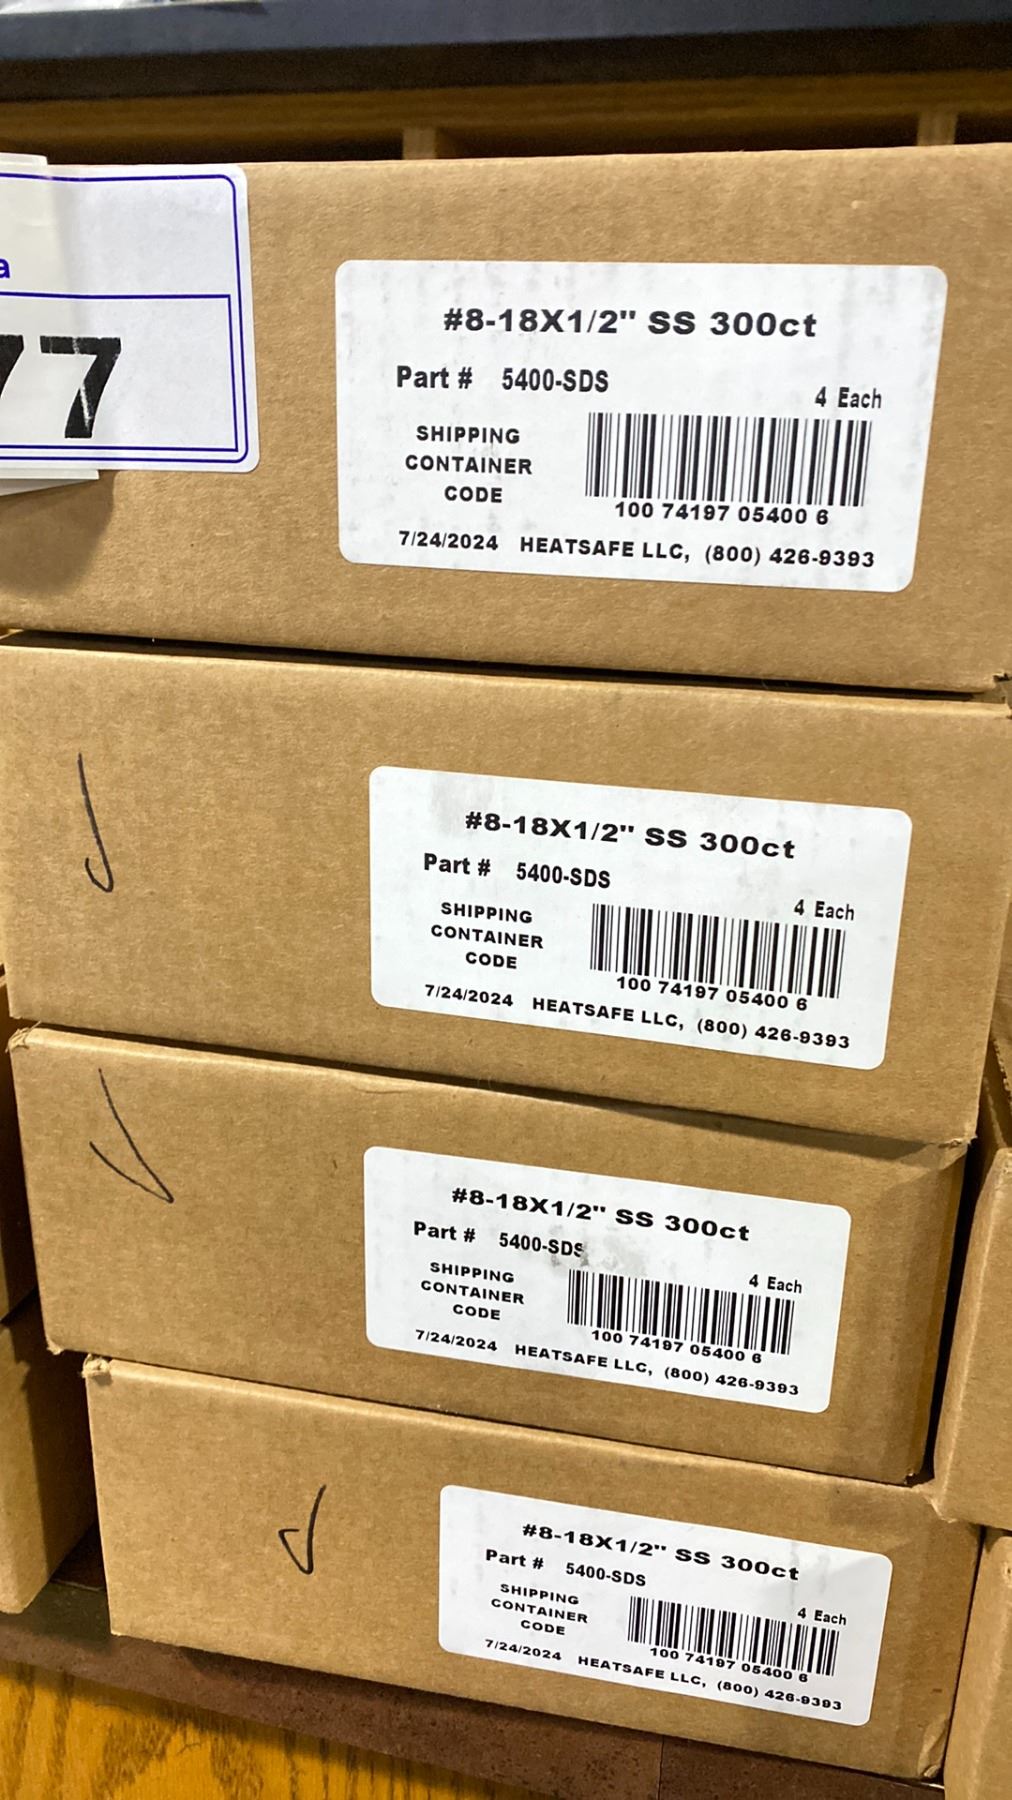 a
77
#8-18X1/2" SS 300ct
Part # 5400-SDS
4 Each
SHIPPING
CONTAINER
CODE
100 74197 05400 6
7/24/2024 HEATSAFE LLC, (800) 426-9393
#8-18X1/2" SS 300ct
Part # 5400-SDS
4 Each
SHIPPING
CONTAINER
CODE
100 74197 05400 6
7/24/2024 HEATSAFE LLC, (800) 426-9393
#8-18X1/2" SS 300ct
Part # 5400-SDS
4 Each
SHIPPING
CONTAINER
CODE
100 74197 05400 6
7/24/2024 HEATSAFE LLC, (800) 426-9393
#8-18X1/2" SS 300ct
Part # 5400-SDS
4 Each
SHIPPING
CONTAINER
CODE
100 74197 05400 6
7/24/2024 HEATSAFE LLC, (800) 426-9393